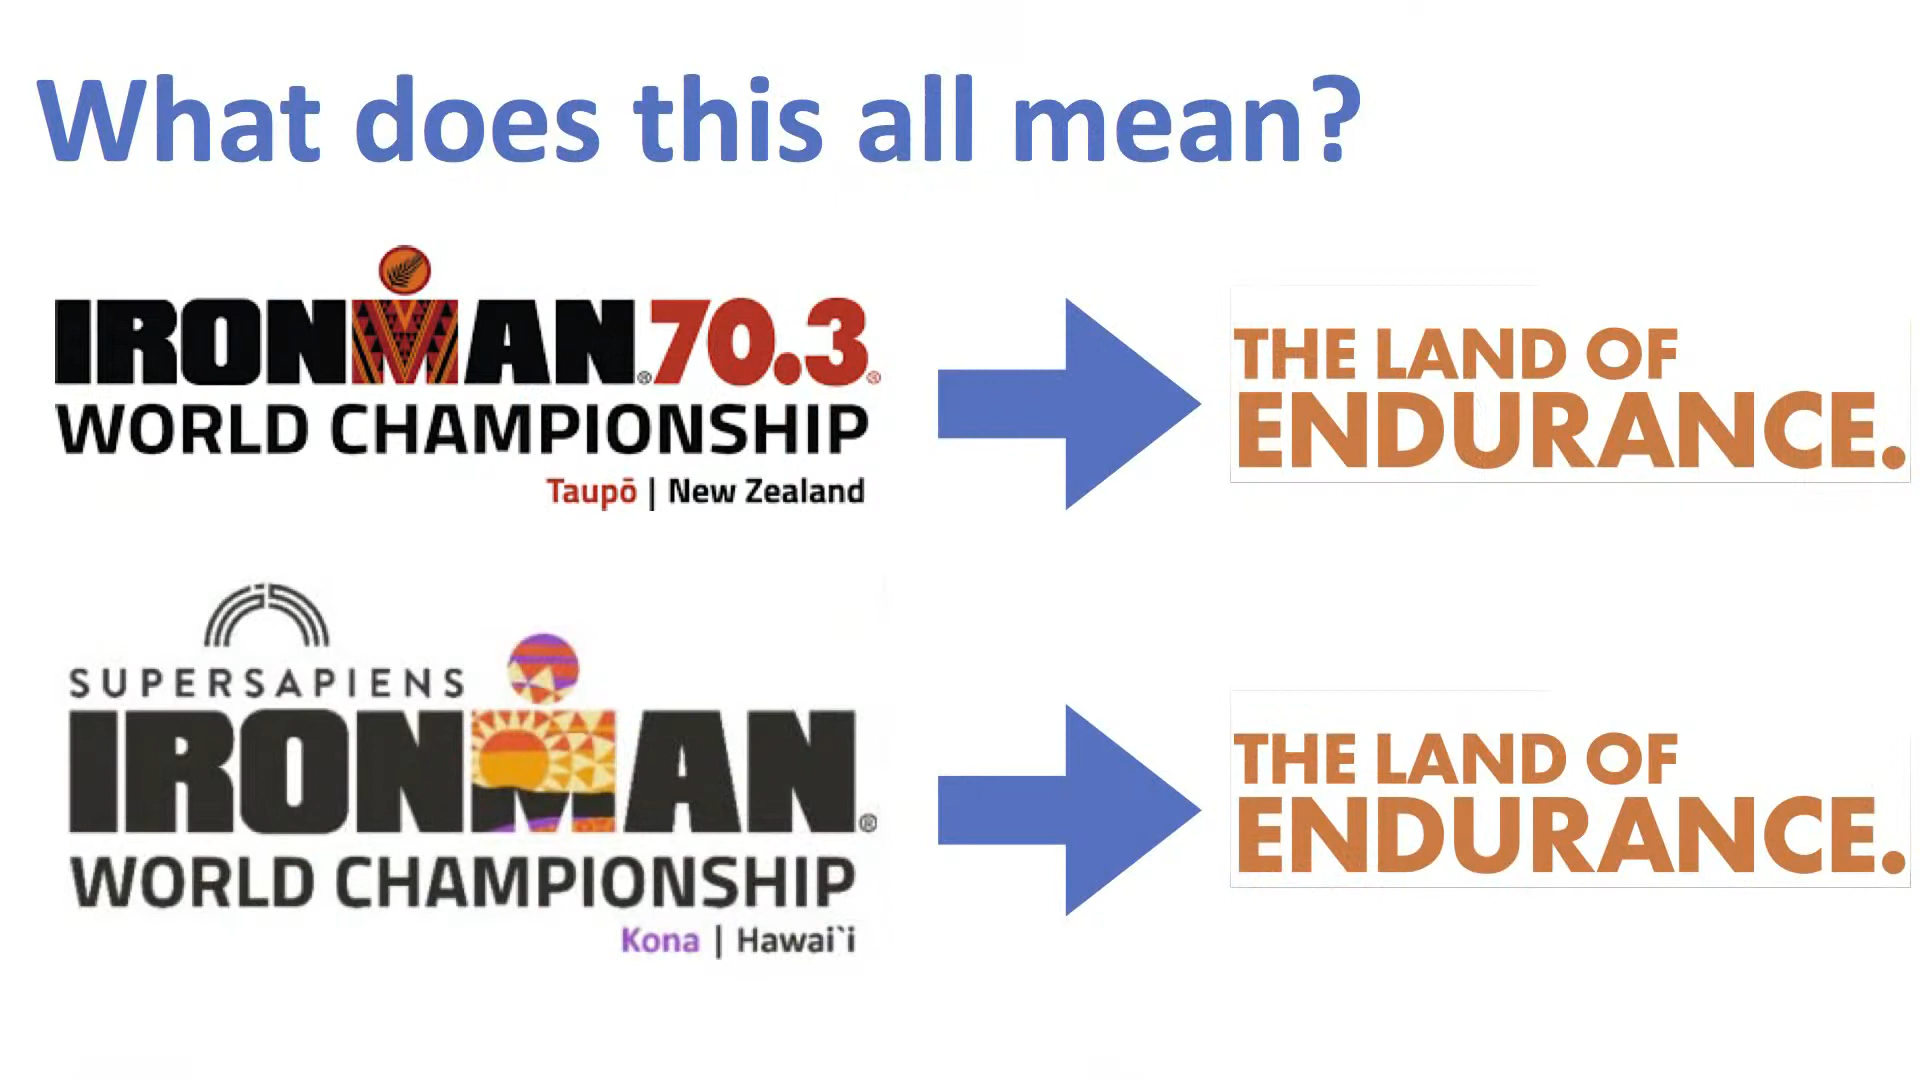 What does this all mean?
IRONMAN®70.3®
WORLD CHAMPIONSHIP
Taupō | New Zealand
THE LAND OF
ENDURANCE.
SUPERSAPIENS
IRONMAN®
WORLD CHAMPIONSHIP
Kona | Hawai`i
THE LAND OF
ENDURANCE.